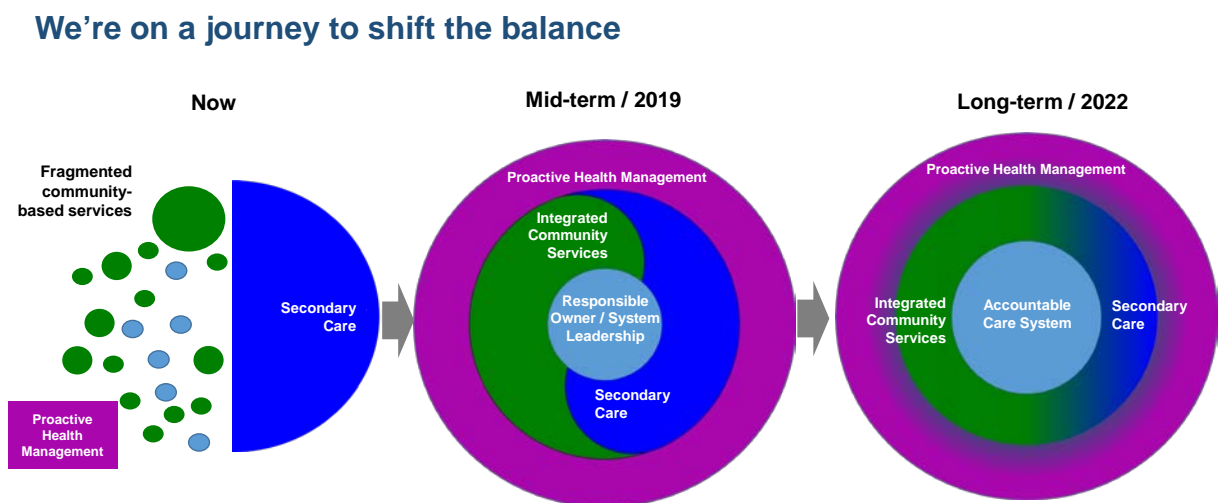 We're on a journey to shift the balance
Now
Fragmented
community-
based services
Secondary
Care
Proactive
Health
Management
Mid-term / 2019
Proactive Health Management
Integrated
Community
Services
Responsible
Owner / System
Leadership
Secondary
Care
Long-term / 2022
Proactive Health Management
Integrated
Community
Services
Accountable
Care System
Secondary
Care